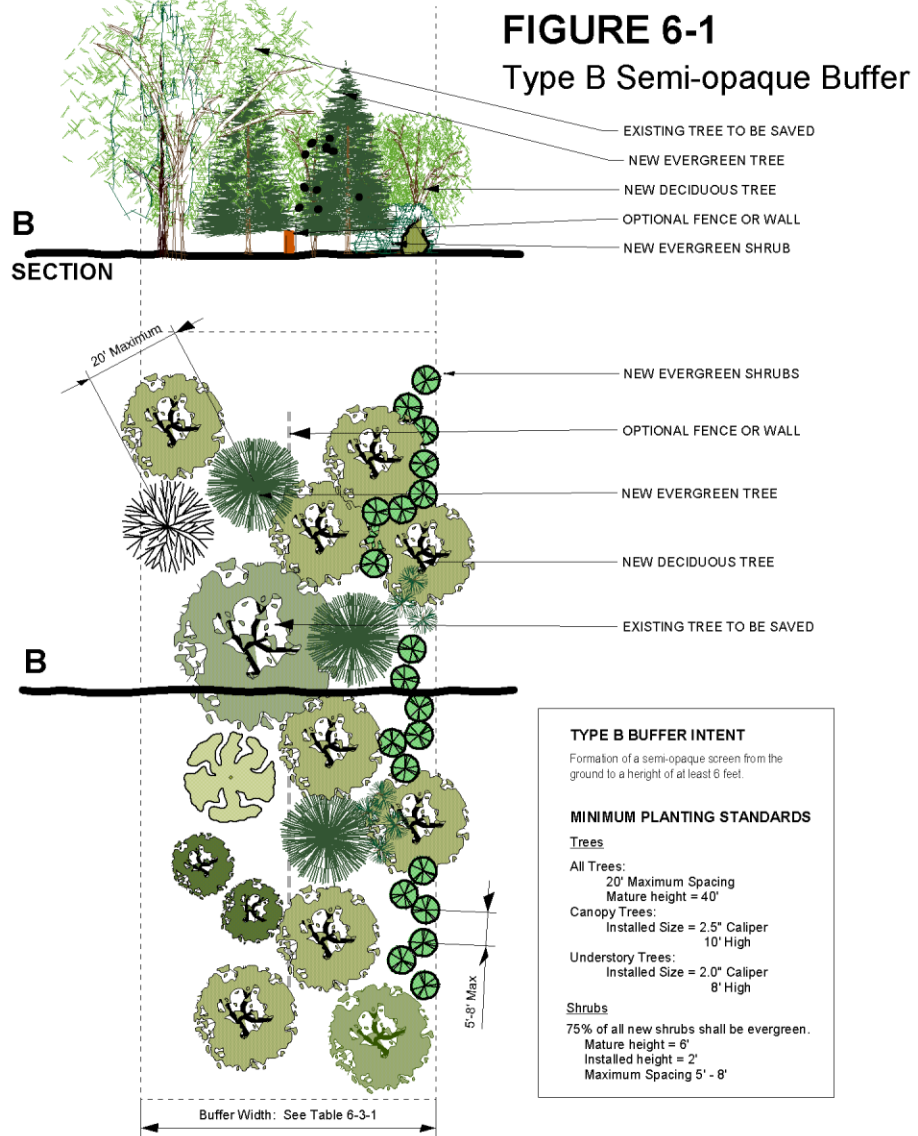 FIGURE 6-1
Type B Semi-opaque Buffer
EXISTING TREE TO BE SAVED
NEW EVERGREEN TREE
NEW DECIDUOUS TREE
OPTIONAL FENCE OR WALL
NEW EVERGREEN SHRUB
B
SECTION
20' Maximum
NEW EVERGREEN SHRUBS
OPTIONAL FENCE OR WALL
NEW EVERGREEN TREE
NEW DECIDUOUS TREE
EXISTING TREE TO BE SAVED
B
TYPE B BUFFER INTENT
Formation of a semi-opaque screen from the
ground to a heright of at least 6 feet.
MINIMUM PLANTING STANDARDS
Trees
All Trees:
20' Maximum Spacing
Mature height = 40'
Canopy Trees:
Installed Size = 2.5" Caliper
10' High
Understory Trees:
Installed Size = 2.0" Caliper
8' High
Shrubs
75% of all new shrubs shall be evergreen.
Mature height = 6'
Installed height = 2'
Maximum Spacing 5' - 8'
5'-8' Max
Buffer Width: See Table 6-3-1